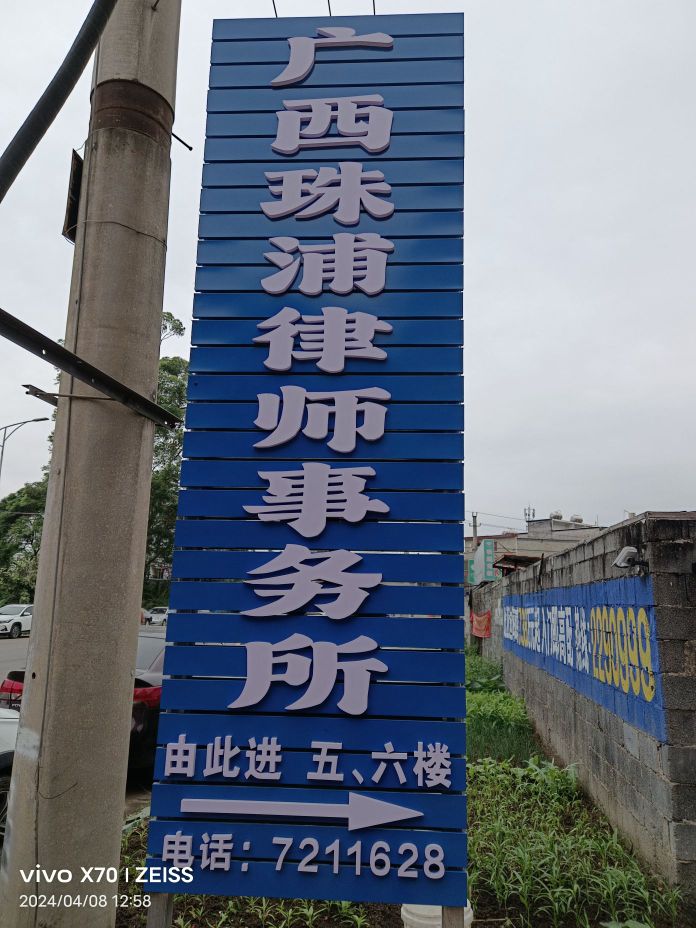 广西珠浦律师事务所
由此进 五、六楼
电话：7211628
2290999
vivo X70 | ZEISS
2024/04/08 12:58